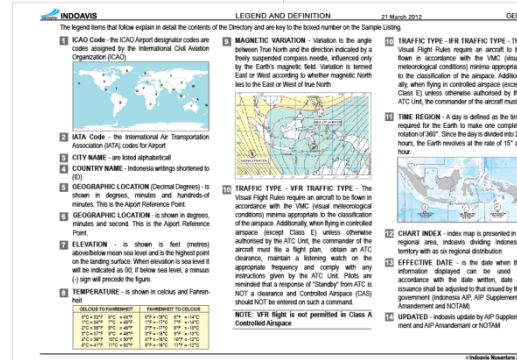 INDOAVIS
LEGEND AND DEFINITION
21 March 2012
The legend items that follow explain in detail the contents of the Directory and are key to the boxed number on the Sample Listing.
1 ICAO Code - the ICAO Airport designator codes are
codes assigned by the International Civil Aviation
Organization (ICAO)
2 IATA Code - the International Air Transportation
Association (IATA) codes for Airport
3 CITY NAME - are listed alphabeticall
4 COUNTRY NAME - Indonesia writings shortened to
(ID)
5 GEOGRAPHIC LOCATION (Decimal Degrees) - is
shown in degrees, minutes and hundreds-of
minutes. This is the Aiport Reference Point.
6 GEOGRAPHIC LOCATION - is shown in degrees,
minutes and second. This is the Aiport Reference
Point.
7 ELEVATION - is shown is feet (metres)
above/below mean sea level and is the highest point
on the landing surface. When elevation is sea level it
will be indicated as 00; if below sea level, a minus
(-) sign will precede the figure.
8 TEMPERATURE - is shown in celcius and Fahren-
heit
CELCIUS TO FAHRENHEIT
FAHRENHEIT TO CELCIUS
9 MAGNETIC VARIATION - Variation is the angle
between True North and the direction indicated by a
freely suspended compass needle, influenced only
by the Earth's magnetic field. Variation is termed
East or West according to whether magnetic North
lies to the East or West of true North
10 TRAFFIC TYPE - VFR TRAFFIC TYPE - The
Visual Flight Rules require an aircraft to be flown in
accordance with the VMC (visual meteorological
conditions) minima appropriate to the classification
of the airspace. Additionally, when flying in controlled
airspace (except Class E) unless otherwise
authorised by the ATC Unit, the commander of the
aircraft must file a flight plan, obtain an ATC
clearance, maintain a listening watch on the
appropriate frequency and comply with any
instructions given by the ATC Unit. Pilots are
reminded that a response of "Standby" from ATC is
NOT a clearance and Controlled Airspace (CAS)
should NOT be entered on such a command.
NOTE: VFR flight is not permitted in Class A
Controlled Airspace
10 TRAFFIC TYPE - IFR TRAFFIC TYPE - Th
Visual Flight Rules require an aircraft to b
flown in accordance with the VMC (visu
meteorological conditions) minima appropria
to the classification of the airspace. Additio
ally, when flying in controlled airspace (exce
Class E) unless otherwise authorised by th
ATC Unit, the commander of the aircraft must
11 TIME REGION - A day is defined as the tim
required for the Earth to make one comple
rotation of 360°. Since the day is divided into 2
hours, the Earth revolves at the rate of 15° a
hour.
12 CHART INDEX - index map is presented in
regional area, indoavis dividing Indones
territory with as six regional distribution
13 EFFECTIVE DATE - is the date when th
information displayed can be used
accordance with the date written, date
issuance shall be adjusted to that issued by th
government (Indonesia AIP, AIP Supplement
Amandement and NOTAM)
14 UPDATED - indoavis update by AIP Supplem
ment and AIP Amandement or NOTAM
©Indoavis Nusantara